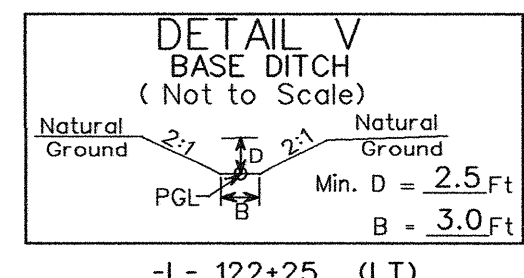 DETAIL V
BASE DITCH
( Not to Scale)
Natural Ground
2:1
D
2:1
Natural Ground
PGL
B
Min. D = 2.5 Ft
B = 3.0 Ft
-L- 122+25 (LT)